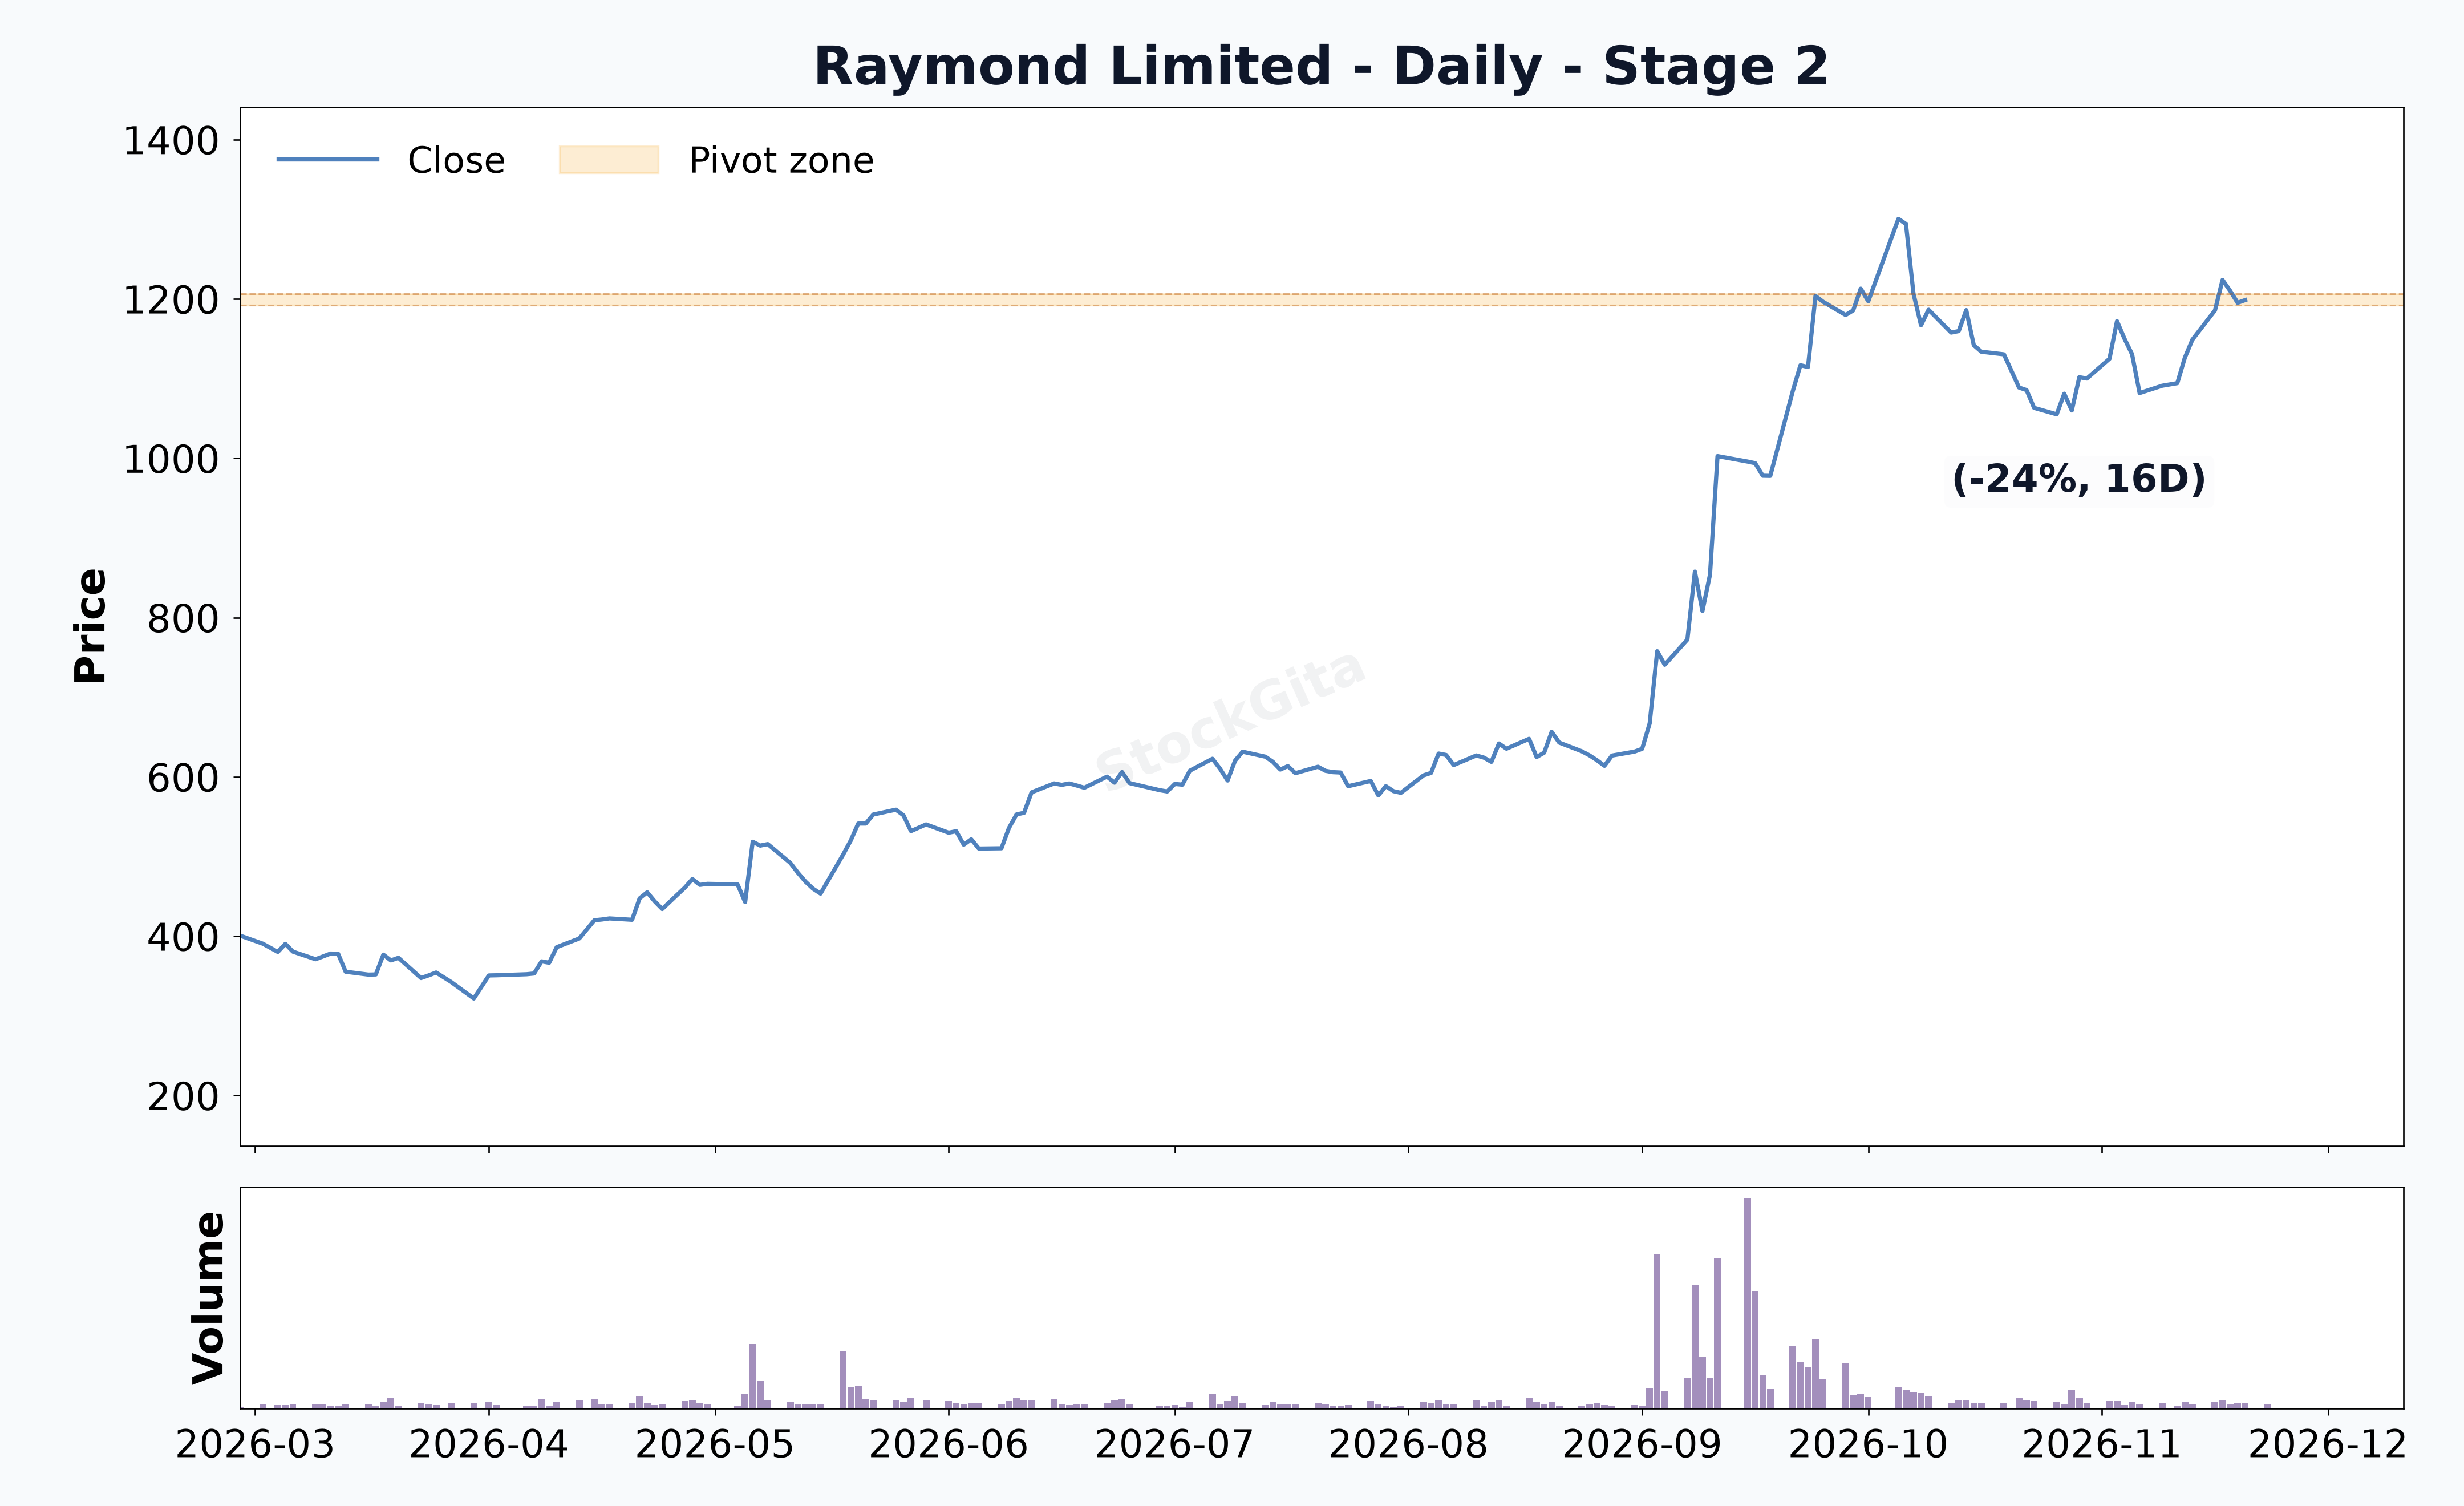 Raymond Limited - Daily - Stage 2
Close
Pivot zone
1400
1200
1000
800
600
400
200
Price
(-24%, 16D)
StockGita
Volume
2026-03
2026-04
2026-05
2026-06
2026-07
2026-08
2026-09
2026-10
2026-11
2026-12